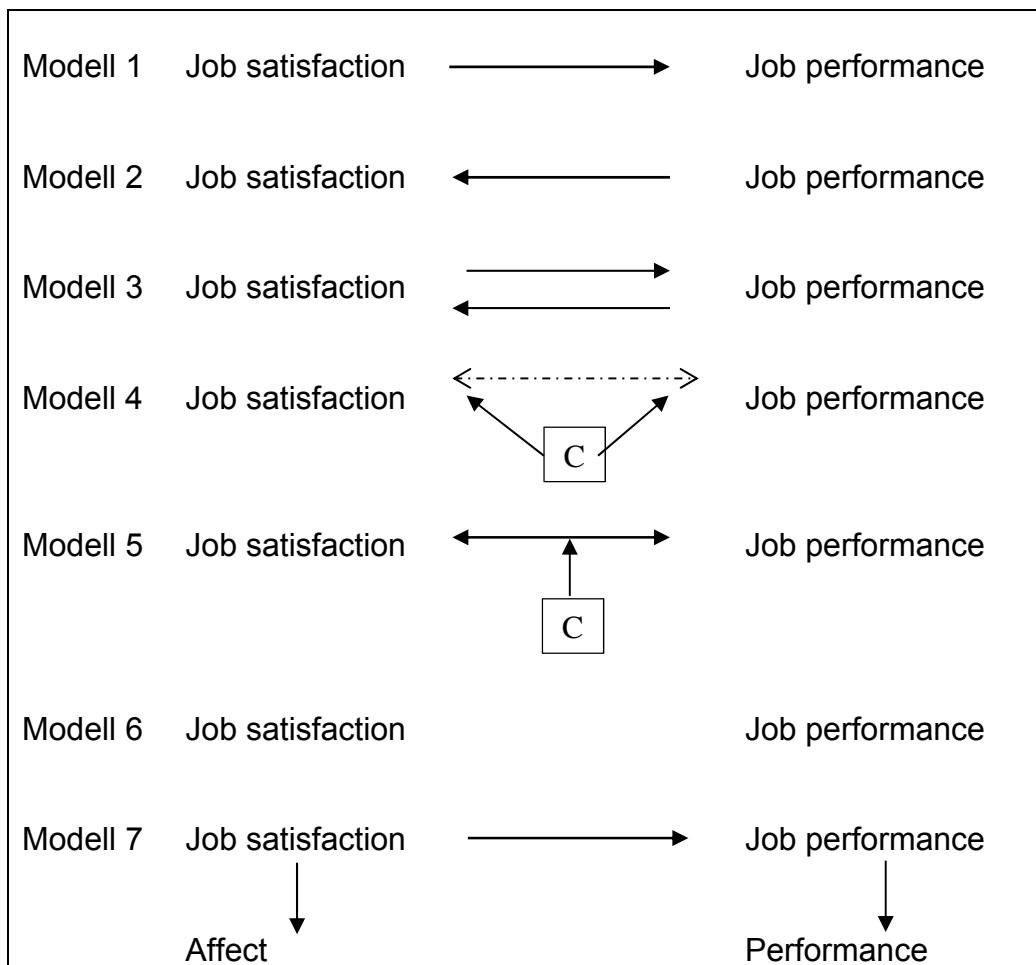 Modell 1 Job satisfaction Job performance
Modell 2 Job satisfaction Job performance
Modell 3 Job satisfaction Job performance
Modell 4 Job satisfaction Job performance
C
Modell 5 Job satisfaction Job performance
C
Modell 6 Job satisfaction Job performance
Modell 7 Job satisfaction Job performance
Affect Performance